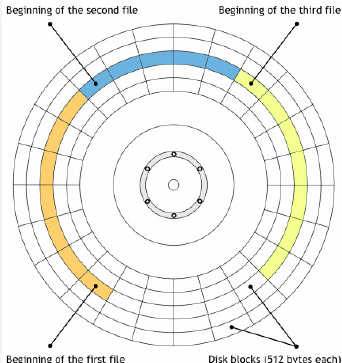 Beginning of the second file
Beginning of the third file
Beginning of the first file
Disk blocks (512 bytes each)